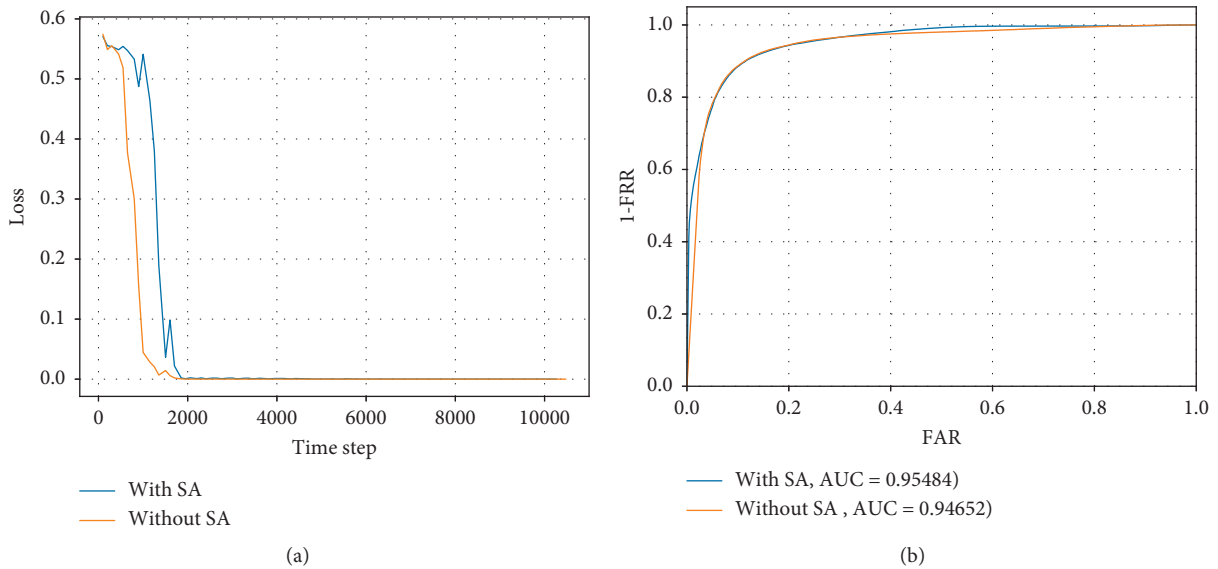 0.6
0.5
0.4
0.3
0.2
0.1
0.0
Loss
0 2000 4000 6000 8000 10000
Time step
With SA
Without SA
(a)
1.0
0.8
0.6
0.4
0.2
0.0
1-FRR
0.0 0.2 0.4 0.6 0.8 1.0
FAR
With SA, AUC = 0.95484)
Without SA , AUC = 0.94652)
(b)